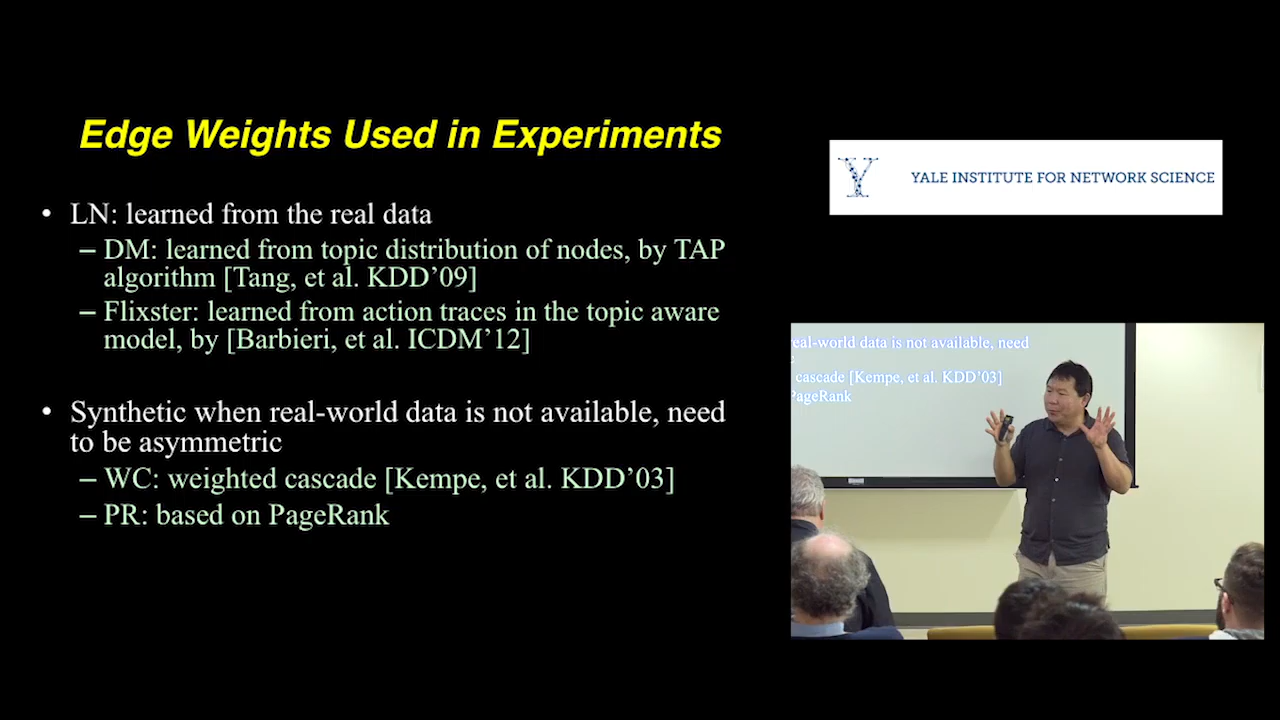 Edge Weights Used in Experiments
• LN: learned from the real data
– DM: learned from topic distribution of nodes, by TAP
algorithm [Tang, et al. KDD’09]
– Flixster: learned from action traces in the topic aware
model, by [Barbieri, et al. ICDM’12]
• Synthetic when real-world data is not available, need
to be asymmetric
– WC: weighted cascade [Kempe, et al. KDD’03]
– PR: based on PageRank
Y YALE INSTITUTE FOR NETWORK SCIENCE
real-world data is not available, need
cascade [Kempe, et al. KDD’03]
PageRank